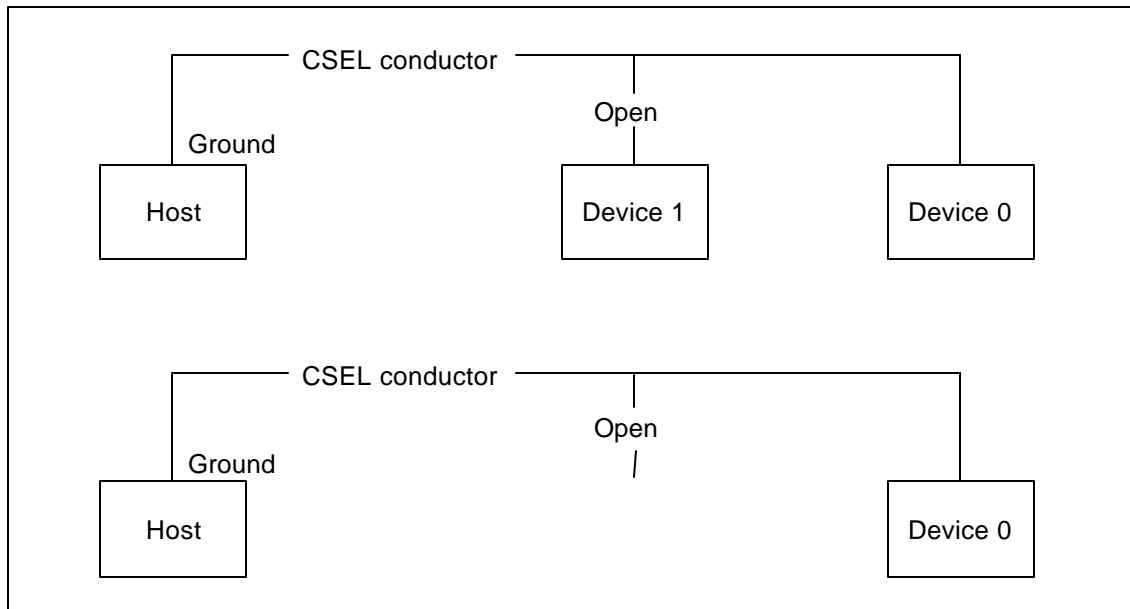 CSEL conductor
Open
Ground
Host
Device 1
Device 0
CSEL conductor
Open
Ground
Host
Device 0